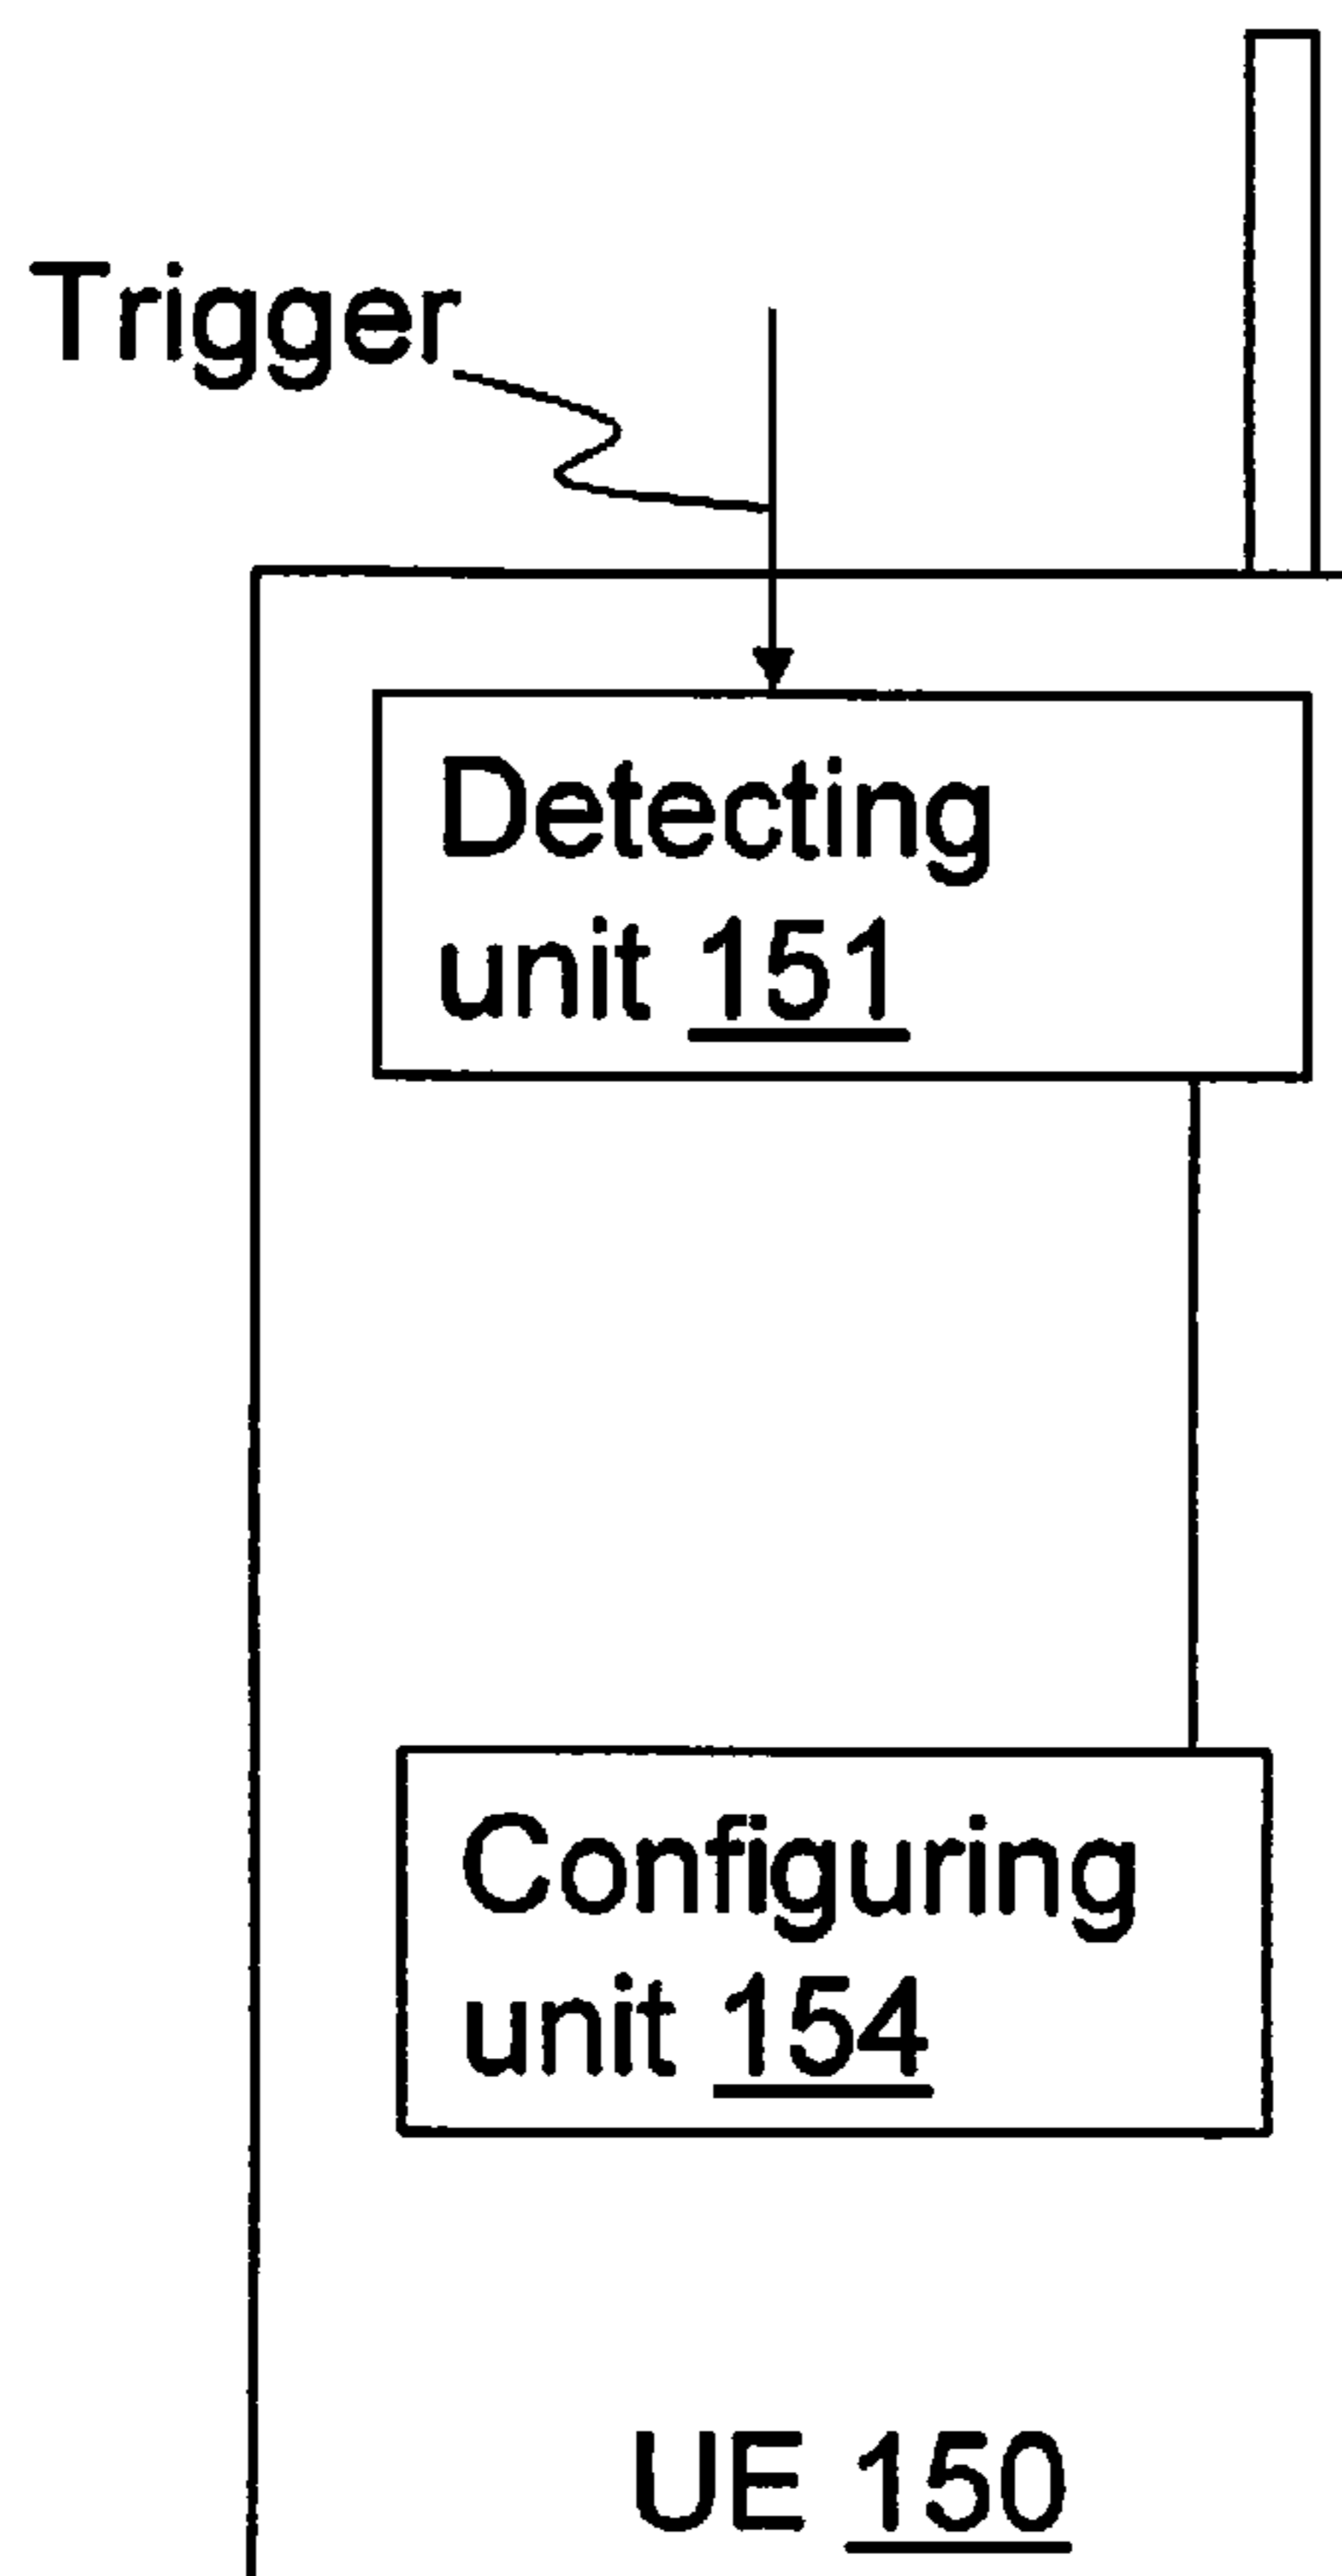 Trigger
Detecting
unit 151
Configuring
unit 154
UE 150